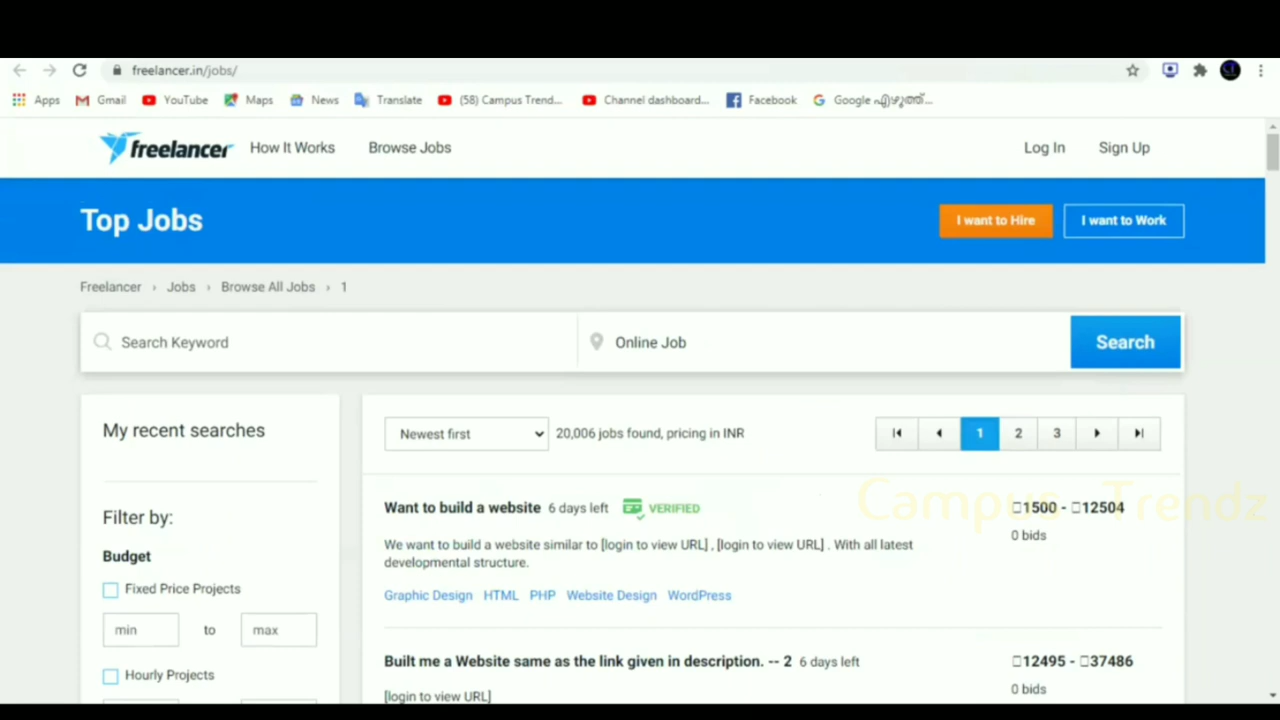 freelancer.in/jobs/
Apps Gmail YouTube Maps News Translate (58) Campus Trend... Channel dashboard... Facebook Google എഴുത്ത്...
freelancer How It Works Browse Jobs Log In Sign Up
Top Jobs I want to Hire I want to Work
Freelancer › Jobs › Browse All Jobs › 1
Search Keyword Online Job Search
My recent searches
Newest first 20,006 jobs found, pricing in INR 1 2 3
Filter by:
Budget
Fixed Price Projects
min to max
Hourly Projects
Want to build a website 6 days left VERIFIED 1500 - 12504
0 bids
We want to build a website similar to [login to view URL] , [login to view URL] . With all latest
developmental structure.
Graphic Design HTML PHP Website Design WordPress
Built me a Website same as the link given in description. -- 2 6 days left 12495 - 37486
0 bids
[login to view URL]
Campus Trendz